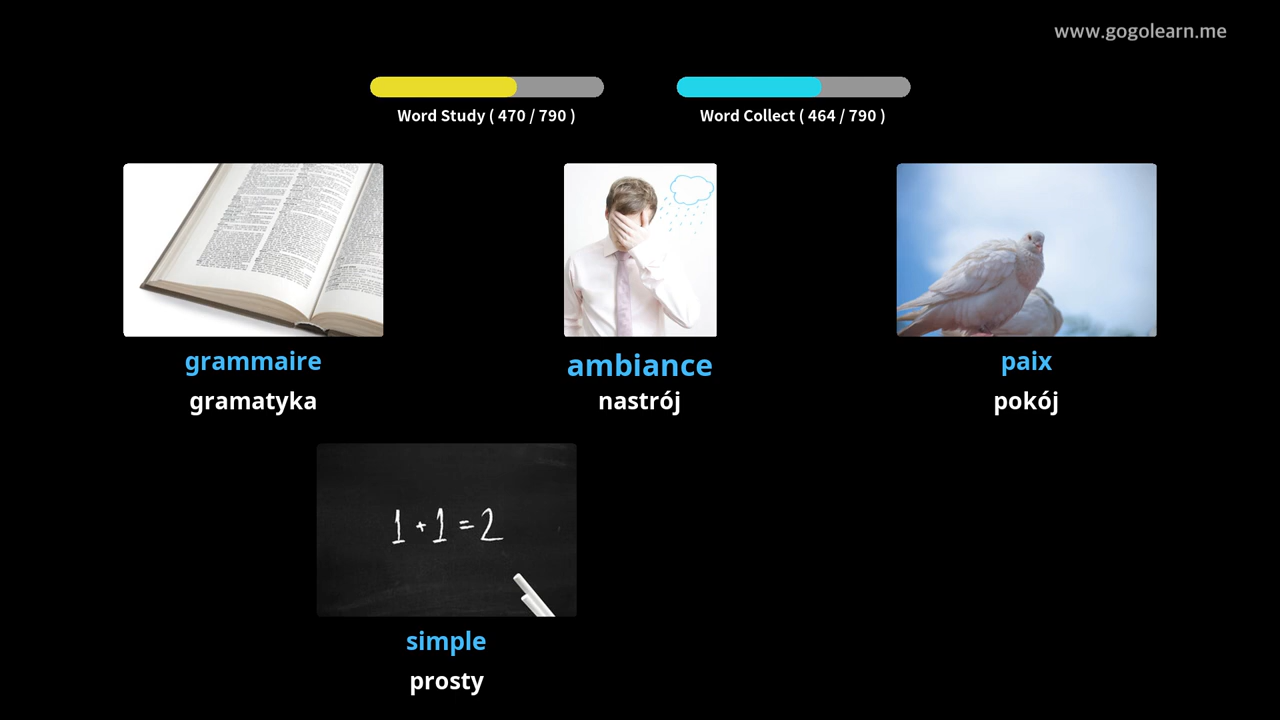 www.gogolearn.me
Word Study ( 470 / 790 )
Word Collect ( 464 / 790 )
grammaire
gramatyka
ambiance
nastrój
paix
pokój
1 + 1 = 2
simple
prosty